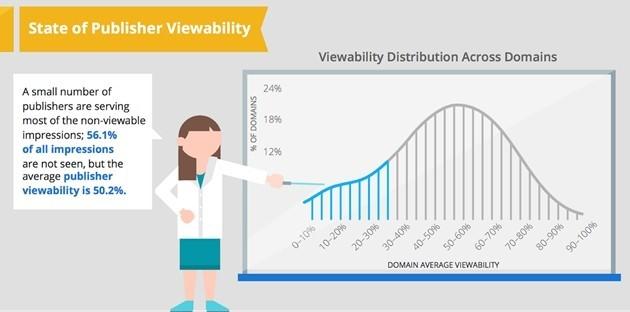 State of Publisher Viewability
Viewability Distribution Across Domains
A small number of
publishers are serving
most of the non-viewable
impressions; 56.1%
of all impressions
are not seen, but the
average publisher
viewability is 50.2%.
% OF DOMAINS
24%
18%
12%
0-10%
10-20%
20-30%
30-40%
40-50%
50-60%
60-70%
70-80%
80-90%
90-100%
DOMAIN AVERAGE VIEWABILITY